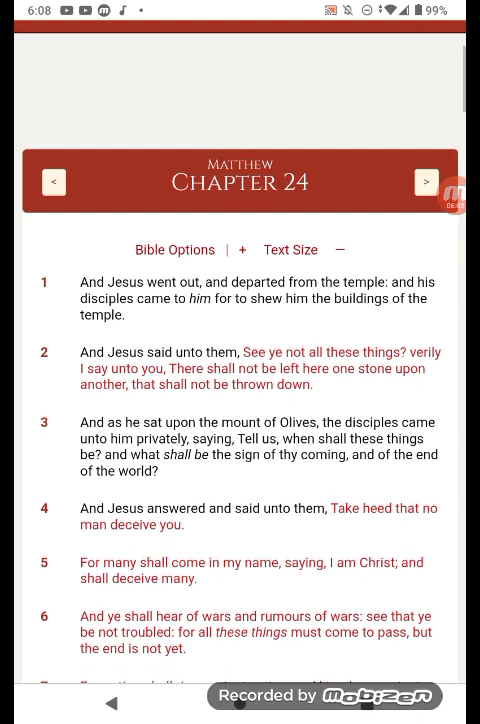 6:08
99%
MATTHEW
CHAPTER 24
<
>
06:00
Bible Options | + Text Size —
1 And Jesus went out, and departed from the temple: and his
disciples came to him for to shew him the buildings of the
temple.
2 And Jesus said unto them, See ye not all these things? verily
I say unto you, There shall not be left here one stone upon
another, that shall not be thrown down.
3 And as he sat upon the mount of Olives, the disciples came
unto him privately, saying, Tell us, when shall these things
be? and what shall be the sign of thy coming, and of the end
of the world?
4 And Jesus answered and said unto them, Take heed that no
man deceive you.
5 For many shall come in my name, saying, I am Christ; and
shall deceive many.
6 And ye shall hear of wars and rumours of wars: see that ye
be not troubled: for all these things must come to pass, but
the end is not yet.
Recorded by mobizen